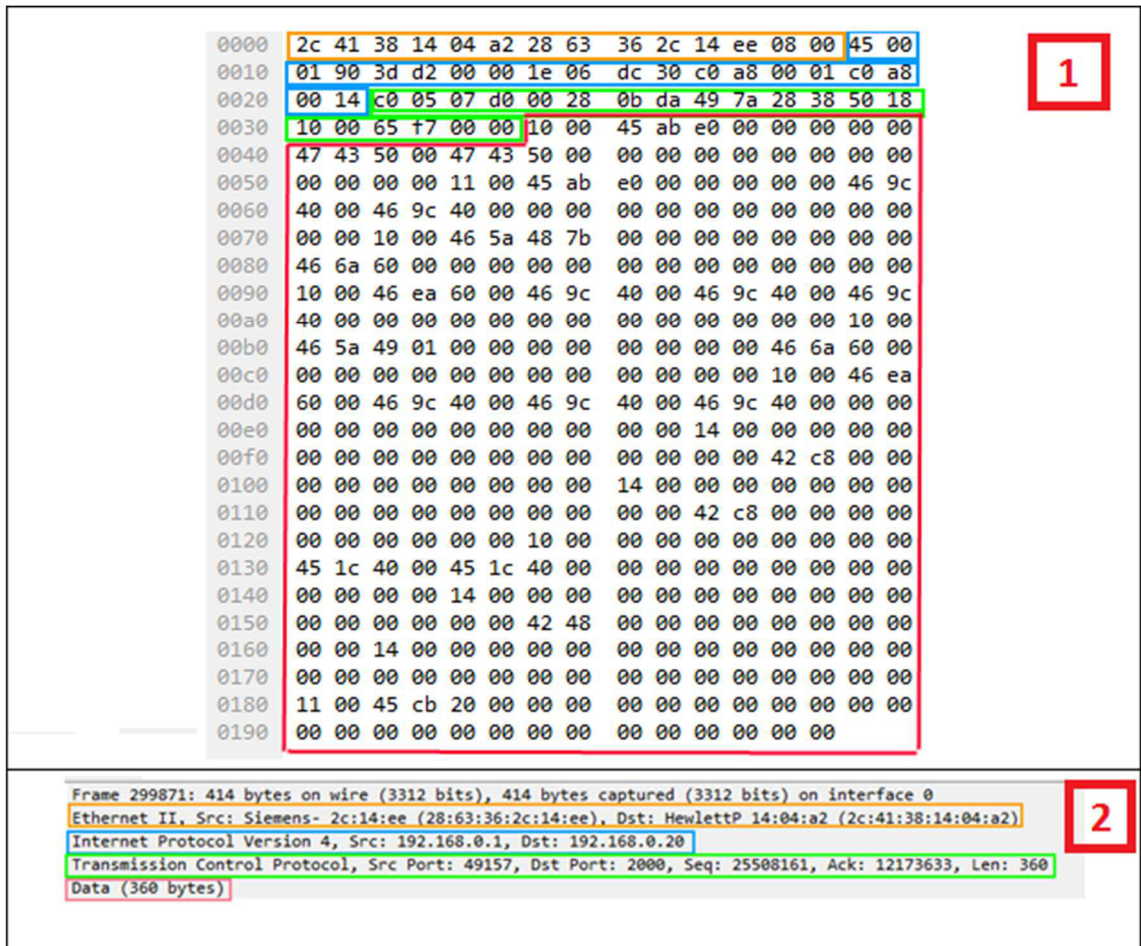 0000 2c 41 38 14 04 a2 28 63 36 2c 14 ee 08 00 45 00
0010 01 90 3d d2 00 00 1e 06 dc 30 c0 a8 00 01 c0 a8
0020 00 14 c0 05 07 d0 00 28 0b da 49 7a 28 38 50 18
0030 10 00 65 f7 00 00 10 00 45 ab e0 00 00 00 00 00
0040 47 43 50 00 47 43 50 00 00 00 00 00 00 00 00 00
0050 00 00 00 00 11 00 45 ab e0 00 00 00 00 00 46 9c
0060 40 00 46 9c 40 00 00 00 00 00 00 00 00 00 00 00
0070 00 00 10 00 46 5a 48 7b 00 00 00 00 00 00 00 00
0080 46 6a 60 00 00 00 00 00 00 00 00 00 00 00 00 00
0090 10 00 46 ea 60 00 46 9c 40 00 46 9c 40 00 46 9c
00a0 40 00 00 00 00 00 00 00 00 00 00 00 00 00 10 00
00b0 46 5a 49 01 00 00 00 00 00 00 00 00 46 6a 60 00
00c0 00 00 00 00 00 00 00 00 00 00 00 00 10 00 46 ea
00d0 60 00 46 9c 40 00 46 9c 40 00 46 9c 40 00 00 00
00e0 00 00 00 00 00 00 00 00 00 00 14 00 00 00 00 00
00f0 00 00 00 00 00 00 00 00 00 00 00 00 42 c8 00 00
0100 00 00 00 00 00 00 00 00 14 00 00 00 00 00 00 00
0110 00 00 00 00 00 00 00 00 00 00 42 c8 00 00 00 00
0120 00 00 00 00 00 00 10 00 00 00 00 00 00 00 00 00
0130 45 1c 40 00 45 1c 40 00 00 00 00 00 00 00 00 00
0140 00 00 00 00 14 00 00 00 00 00 00 00 00 00 00 00
0150 00 00 00 00 00 00 42 48 00 00 00 00 00 00 00 00
0160 00 00 14 00 00 00 00 00 00 00 00 00 00 00 00 00
0170 00 00 00 00 00 00 00 00 00 00 00 00 00 00 00 00
0180 11 00 45 cb 20 00 00 00 00 00 00 00 00 00 00 00
0190 00 00 00 00 00 00 00 00 00 00 00 00 00 00
1
Frame 299871: 414 bytes on wire (3312 bits), 414 bytes captured (3312 bits) on interface 0
Ethernet II, Src: Siemens- 2c:14:ee (28:63:36:2c:14:ee), Dst: HewlettP 14:04:a2 (2c:41:38:14:04:a2)
Internet Protocol Version 4, Src: 192.168.0.1, Dst: 192.168.0.20
Transmission Control Protocol, Src Port: 49157, Dst Port: 2000, Seq: 25508161, Ack: 12173633, Len: 360
Data (360 bytes)
2